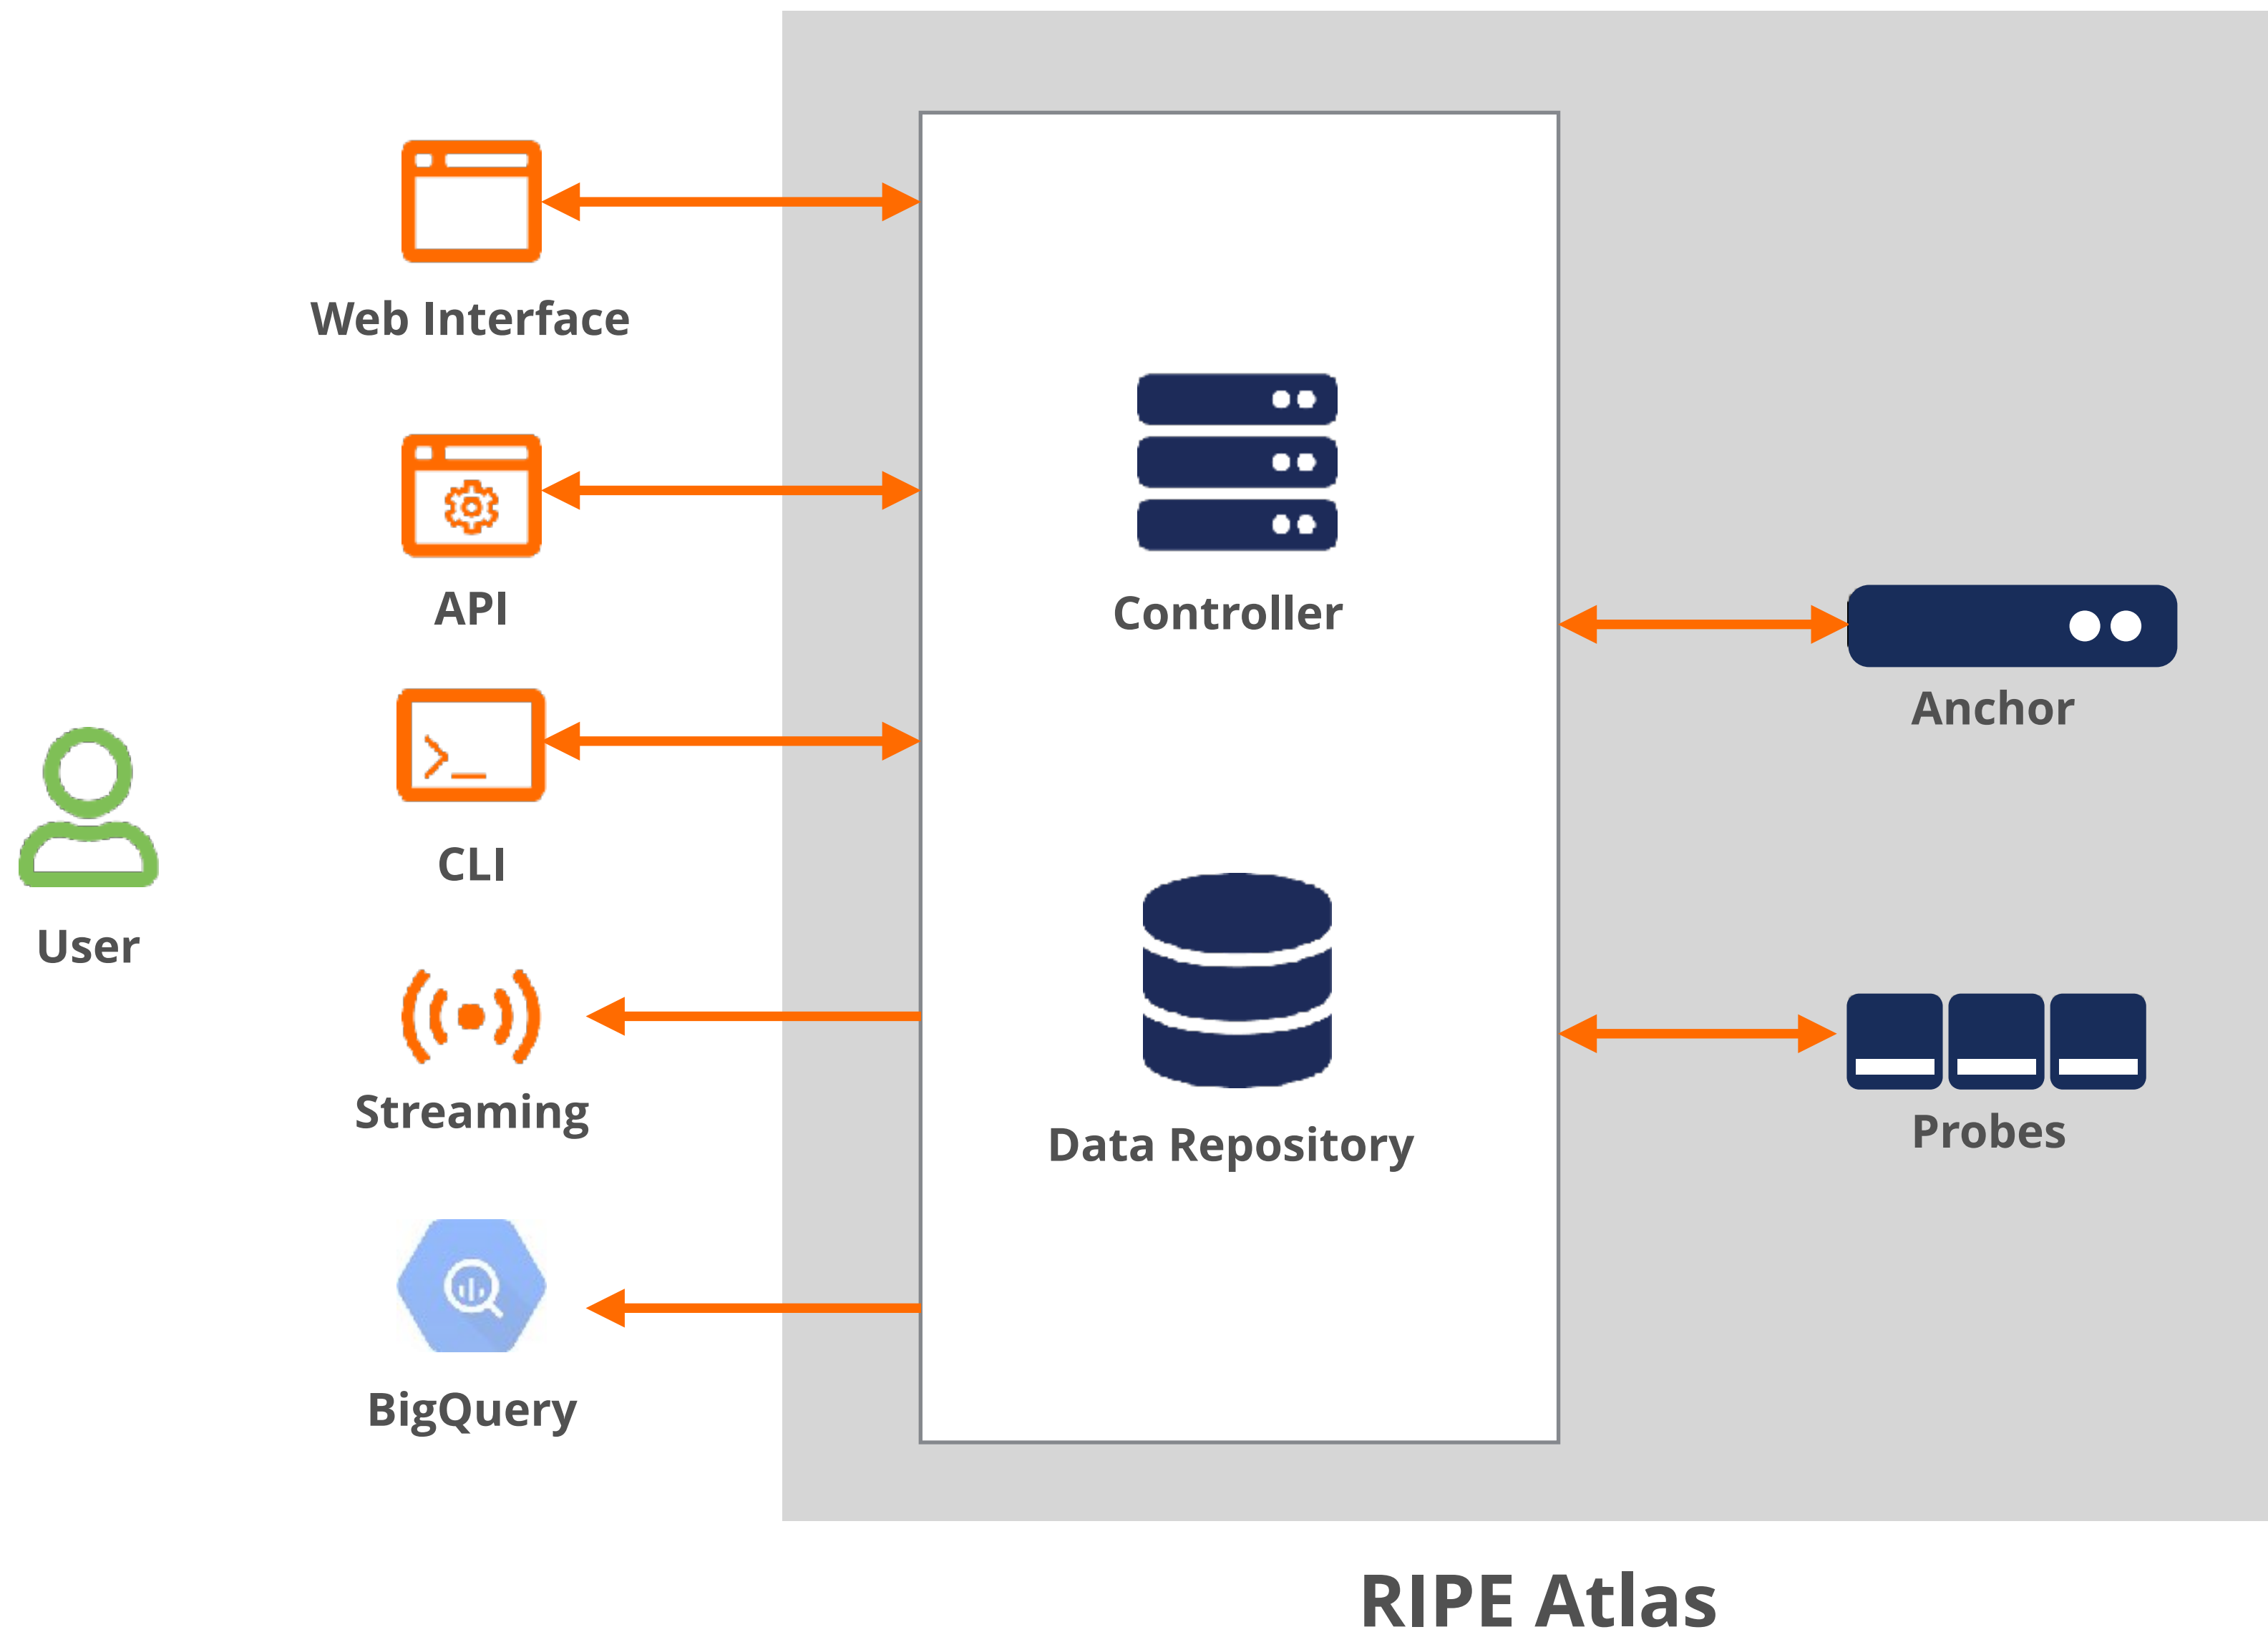 Web Interface
API
Controller
Anchor
CLI
User
Streaming
Data Repository
Probes
BigQuery
RIPE Atlas